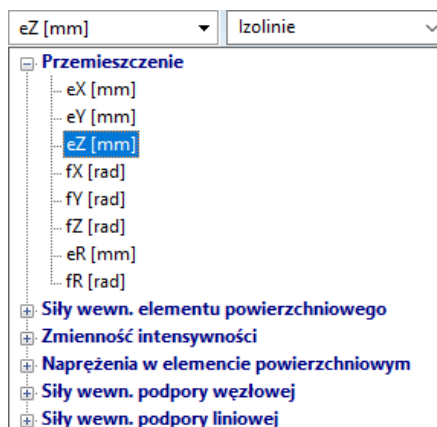 eZ [mm] Izolinie
Przemieszczenie
eX [mm]
eY [mm]
eZ [mm]
fX [rad]
fY [rad]
fZ [rad]
eR [mm]
fR [rad]
Siły wewn. elementu powierzchniowego
Zmienność intensywności
Naprężenia w elemencie powierzchniowym
Siły wewn. podpory węzłowej
Siły wewn. podpory liniowej